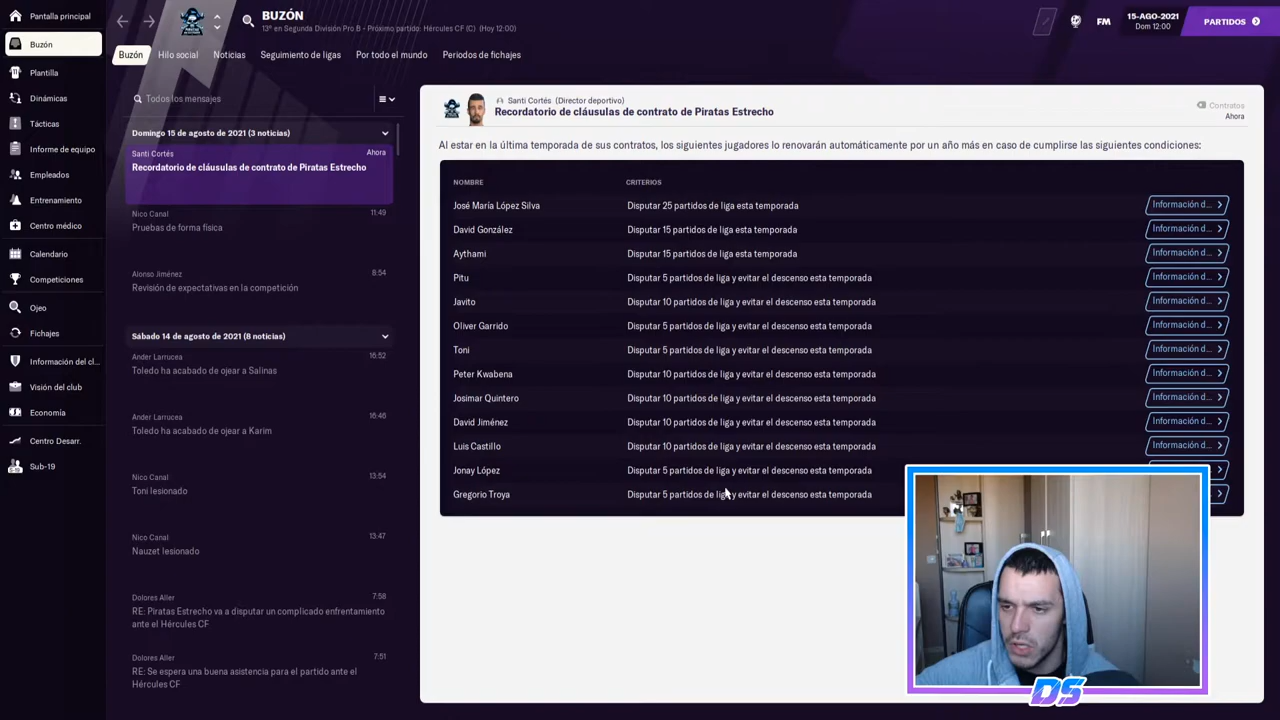 Pantalla principal
BUZÓN
13º en Segunda División Pro B - Próximo partido: Hércules CF (C) (Hoy 12:00)
FM
15-AGO-2021
Dom 12:00
PARTIDOS
Buzón
Plantilla
Dinámicas
Tácticas
Informe de equipo
Empleados
Entrenamiento
Centro médico
Calendario
Competiciones
Ojeo
Fichajes
Información del cl...
Visión del club
Economía
Centro Desarr.
Sub-19
Buzón
Hilo social
Noticias
Seguimiento de ligas
Por todo el mundo
Periodos de fichajes
Todos los mensajes
Domingo 15 de agosto de 2021 (3 noticias)
Santi Cortés
Ahora
Recordatorio de cláusulas de contrato de Piratas Estrecho
Nico Canal
11:49
Pruebas de forma física
Alonso Jiménez
8:54
Revisión de expectativas en la competición
Sábado 14 de agosto de 2021 (8 noticias)
Ander Larrucea
16:52
Toledo ha acabado de ojear a Salinas
Ander Larrucea
16:46
Toledo ha acabado de ojear a Karim
Nico Canal
13:54
Toni lesionado
Nico Canal
13:47
Nauzet lesionado
Dolores Aller
7:58
RE: Piratas Estrecho va a disputar un complicado enfrentamiento
ante el Hércules CF
Dolores Aller
7:51
RE: Se espera una buena asistencia para el partido ante el
Hércules CF
Santi Cortés (Director deportivo)
Recordatorio de cláusulas de contrato de Piratas Estrecho
Contratos
Ahora
Al estar en la última temporada de sus contratos, los siguientes jugadores lo renovarán automáticamente por un año más en caso de cumplirse las siguientes condiciones:
NOMBRE CRITERIOS
José María López Silva Disputar 25 partidos de liga esta temporada Información d...
David González Disputar 15 partidos de liga esta temporada Información d...
Aythami Disputar 15 partidos de liga esta temporada Información d...
Pitu Disputar 5 partidos de liga y evitar el descenso esta temporada Información d...
Javito Disputar 10 partidos de liga y evitar el descenso esta temporada Información d...
Oliver Garrido Disputar 5 partidos de liga y evitar el descenso esta temporada Información d...
Toni Disputar 5 partidos de liga y evitar el descenso esta temporada Información d...
Peter Kwabena Disputar 10 partidos de liga y evitar el descenso esta temporada Información d...
Josimar Quintero Disputar 10 partidos de liga y evitar el descenso esta temporada Información d...
David Jiménez Disputar 10 partidos de liga y evitar el descenso esta temporada Información d...
Luis Castillo Disputar 10 partidos de liga y evitar el descenso esta temporada Información d...
Jonay López Disputar 5 partidos de liga y evitar el descenso esta temporada
Gregorio Troya Disputar 5 partidos de liga y evitar el descenso esta temporada
DS